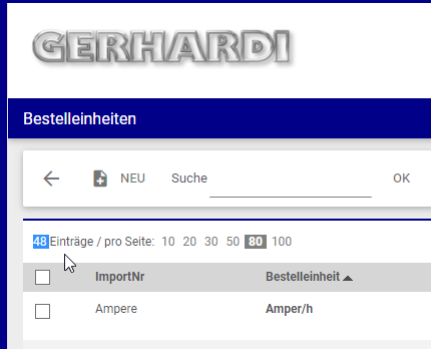 GERHARDI
Bestelleinheiten
NEU Suche OK
48 Einträge / pro Seite: 10 20 30 50 80 100
ImportNr Bestelleinheit
Ampere Amper/h